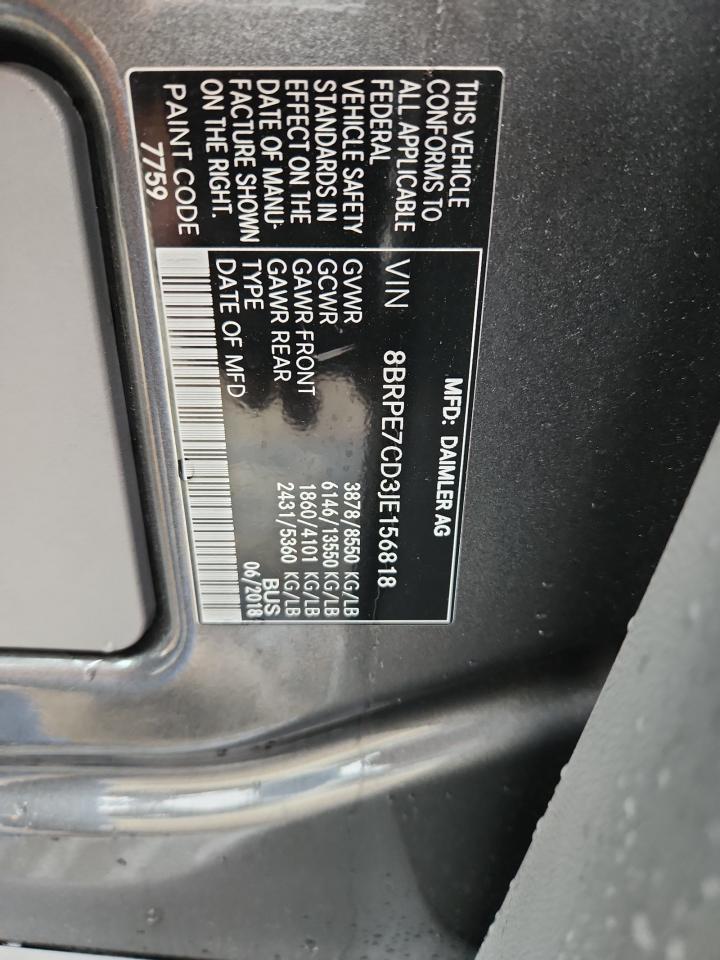 THIS VEHICLE
CONFORMS TO
ALL APPLICABLE
FEDERAL
VEHICLE SAFETY
STANDARDS IN
EFFECT ON THE
DATE OF MANU-
FACTURE SHOWN
ON THE RIGHT.
PAINT CODE
7759
MFD: DAIMLER AG
VIN 8BRPE7CD3JE156818
GVWR 3878/8550 KG/LB
GCWR 6146/13550 KG/LB
GAWR FRONT 1860/4101 KG/LB
GAWR REAR 2431/5360 KG/LB
TYPE BUS
DATE OF MFD 06/2018